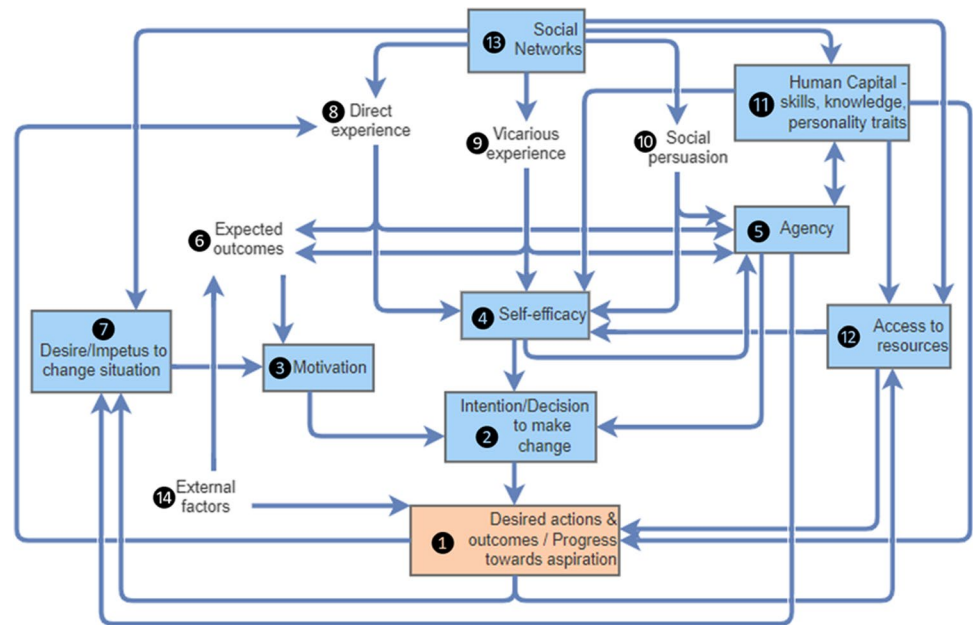 13 Social
Networks
11 Human Capital -
skills, knowledge,
personality traits
8 Direct
experience
9 Vicarious
experience
10 Social
persuasion
6 Expected
outcomes
5 Agency
7
Desire/Impetus to
change situation
4 Self-efficacy
12 Access to
resources
3 Motivation
Intention/Decision
to make
2 change
14 External
factors
Desired actions &
1 outcomes / Progress
towards aspiration